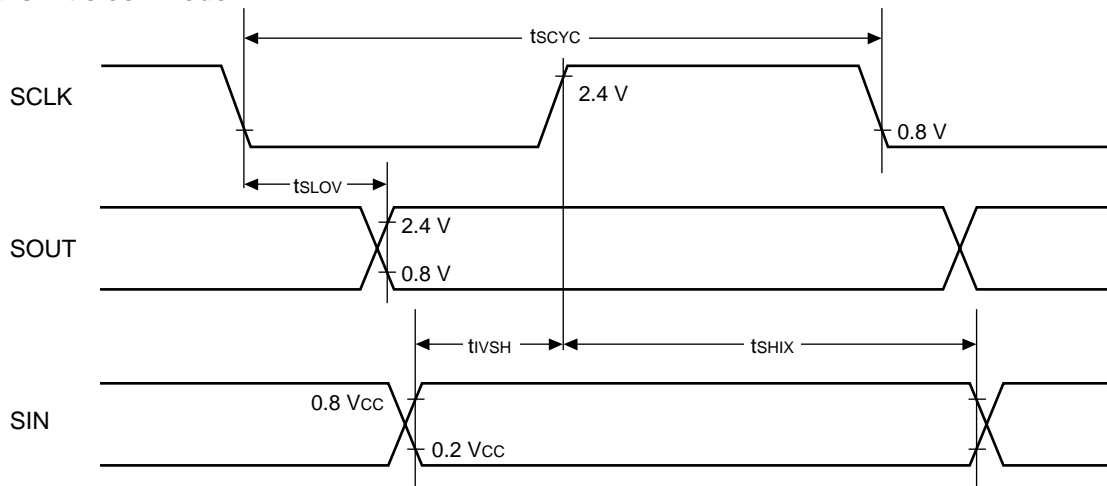 tSCYC
SCLK
2.4 V
0.8 V
tSLOV
SOUT
2.4 V
0.8 V
tIVSH
tSHIX
0.8 VCC
SIN
0.2 VCC